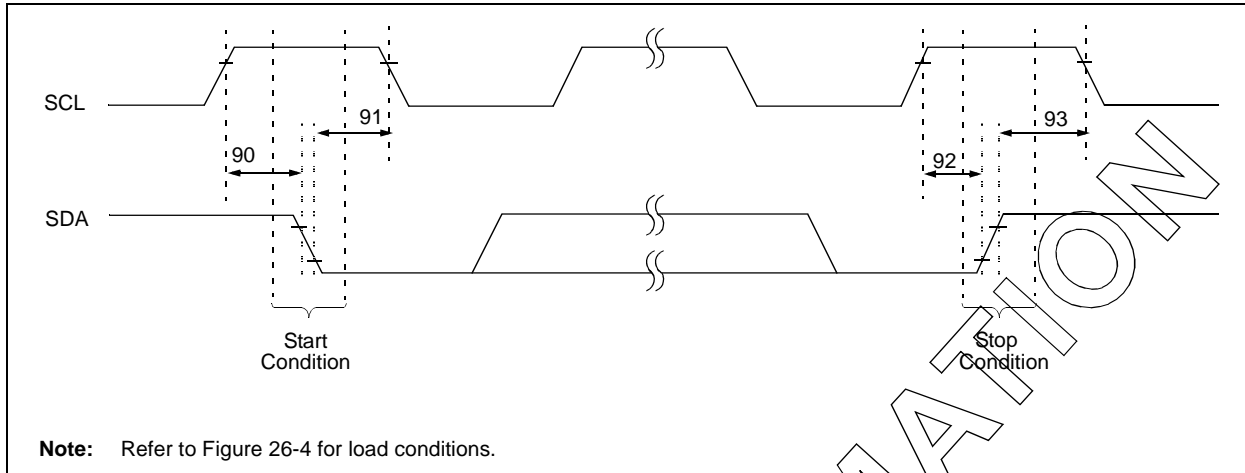 SCL
91
93
90
92
SDA
Start
Condition
Stop
Condition
MATION
Note: Refer to Figure 26-4 for load conditions.